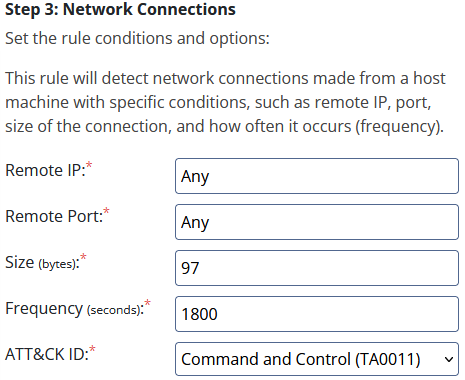 Step 3: Network Connections
Set the rule conditions and options:
This rule will detect network connections made from a host
machine with specific conditions, such as remote IP, port,
size of the connection, and how often it occurs (frequency).
Remote IP:* Any
Remote Port:* Any
Size (bytes):* 97
Frequency (seconds):* 1800
ATT&CK ID:* Command and Control (TA0011)